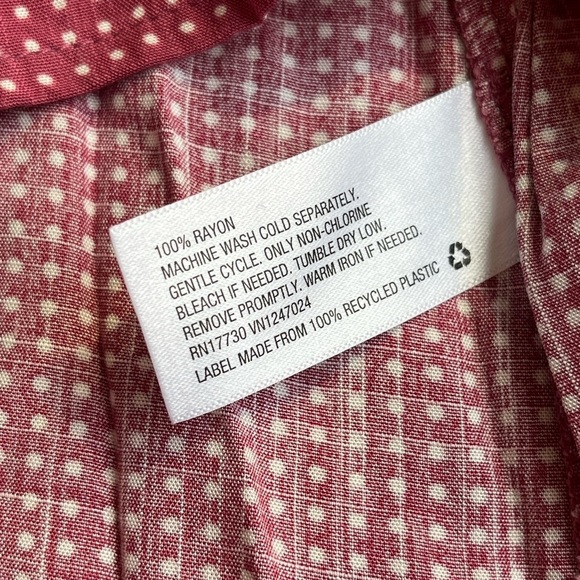 100% RAYON
MACHINE WASH COLD SEPARATELY.
GENTLE CYCLE. ONLY NON-CHLORINE
BLEACH IF NEEDED. TUMBLE DRY LOW.
REMOVE PROMPTLY. WARM IRON IF NEEDED.
RN17730 VN1247024
LABEL MADE FROM 100% RECYCLED PLASTIC